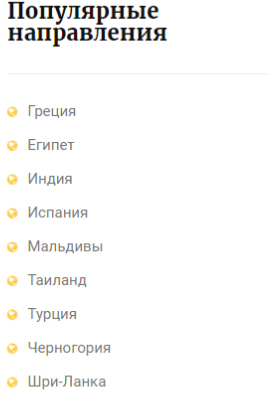 Популярные
направления
Греция
Египет
Индия
Испания
Мальдивы
Таиланд
Турция
Черногория
Шри-Ланка